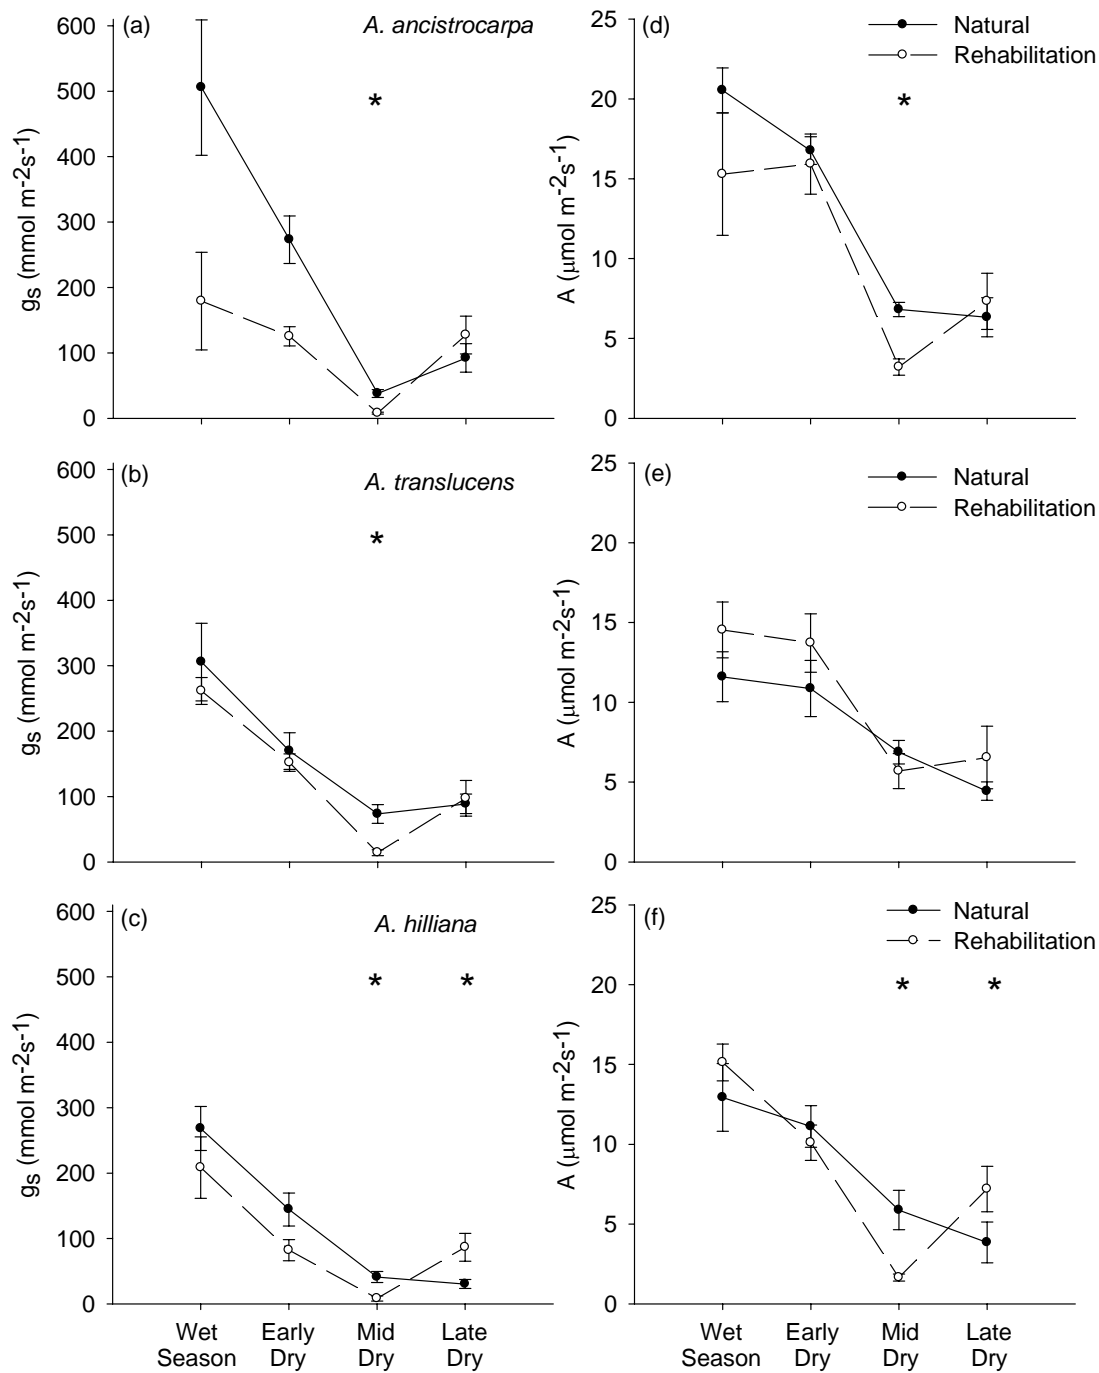 (a)
A. ancistrocarpa
600
500
400
300
200
100
0
gs (mmol m-2s-1)
*
(d)
Natural
Rehabilitation
25
20
15
10
5
0
A (μmol m-2s-1)
*
(b)
A. translucens
600
500
400
300
200
100
0
gs (mmol m-2s-1)
*
(e)
Natural
Rehabilitation
25
20
15
10
5
0
A (μmol m-2s-1)
(c)
A. hilliana
600
500
400
300
200
100
0
gs (mmol m-2s-1)
* *
Wet Season
Early Dry
Mid Dry
Late Dry
(f)
Natural
Rehabilitation
25
20
15
10
5
0
A (μmol m-2s-1)
* *
Wet Season
Early Dry
Mid Dry
Late Dry